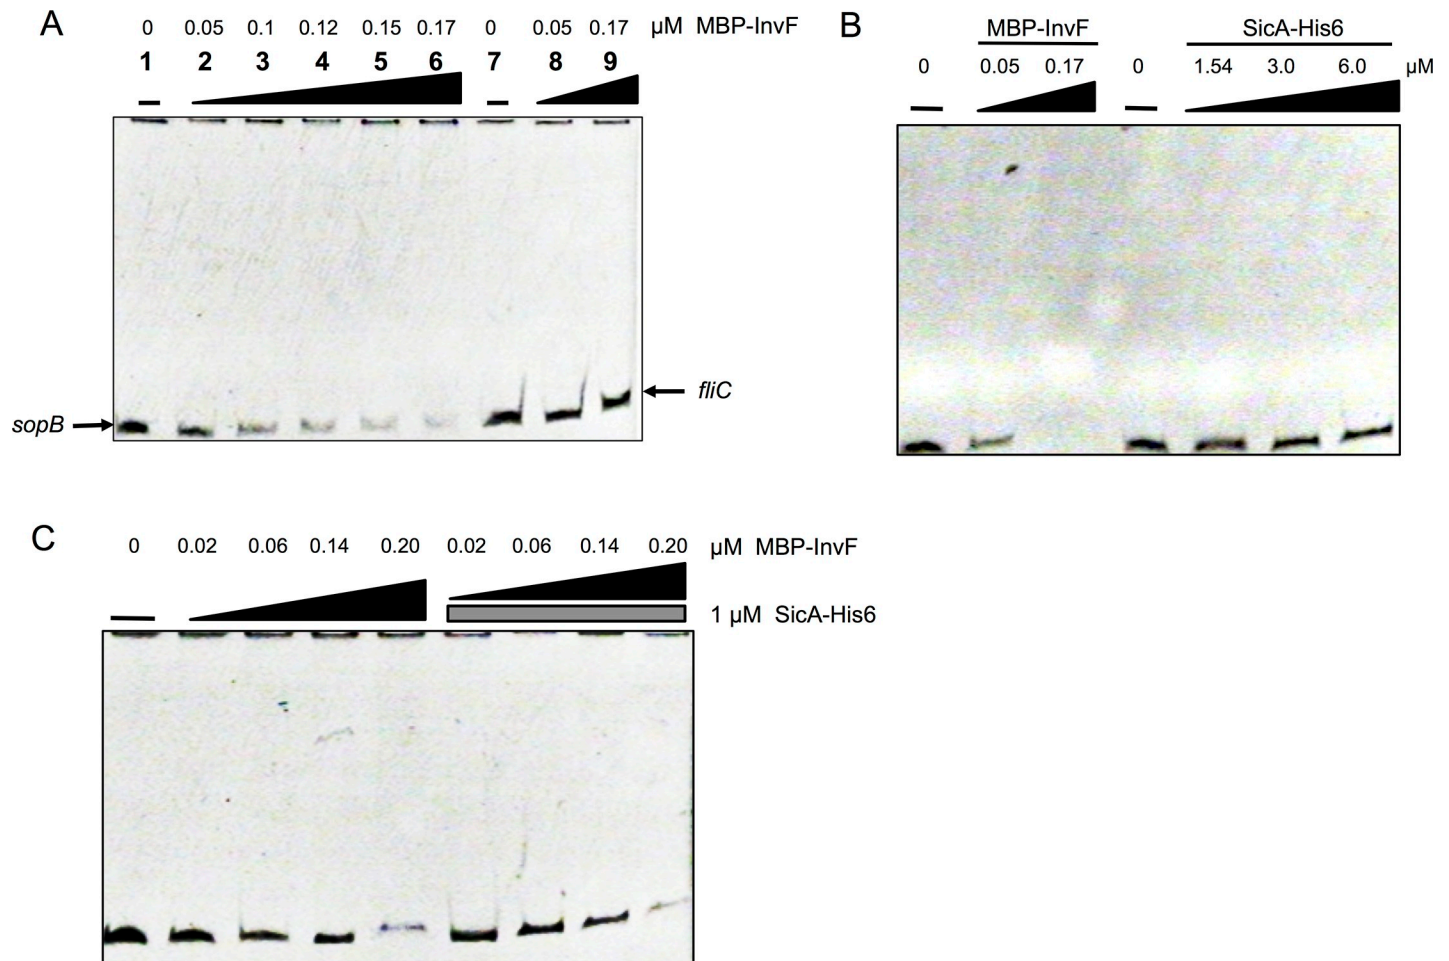 A
0 0.05 0.1 0.12 0.15 0.17 0 0.05 0.17 µM MBP-InvF
1 2 3 4 5 6 7 8 9
fliC
sopB
B
MBP-InvF SicA-His6
0 0.05 0.17 0 1.54 3.0 6.0 µM
C
0 0.02 0.06 0.14 0.20 0.02 0.06 0.14 0.20 µM MBP-InvF
1 µM SicA-His6